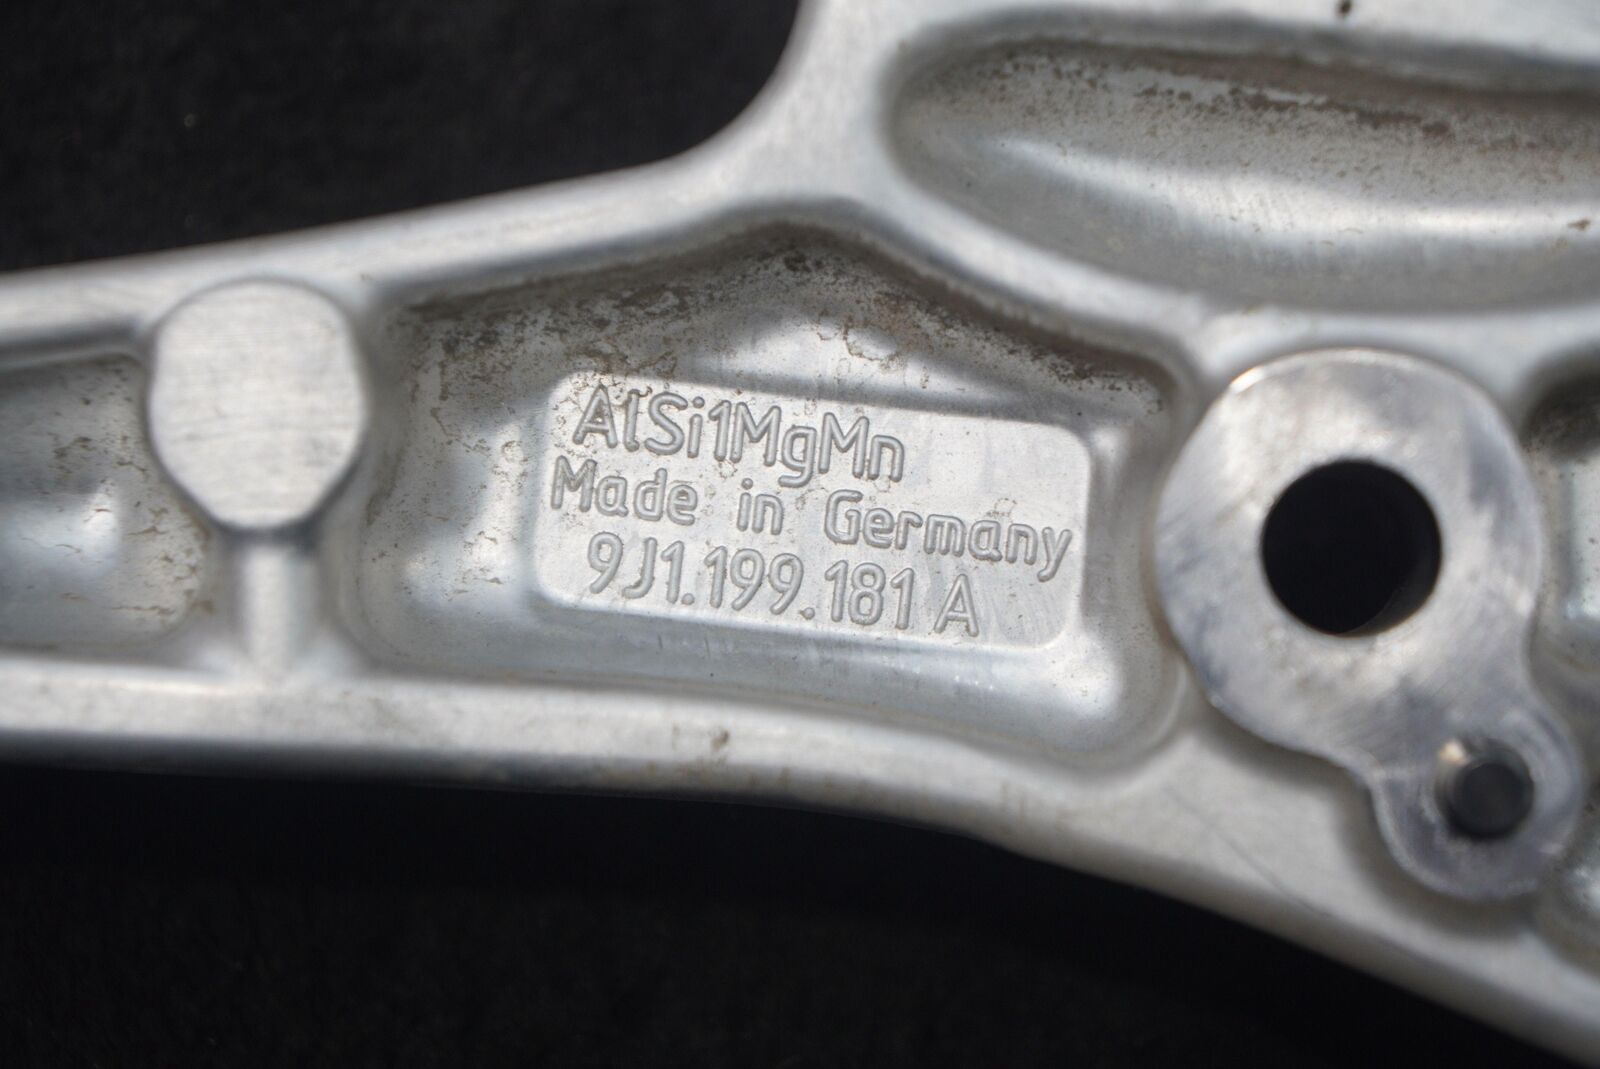 AlSi1MgMn
Made in Germany
9J1.199.181 A